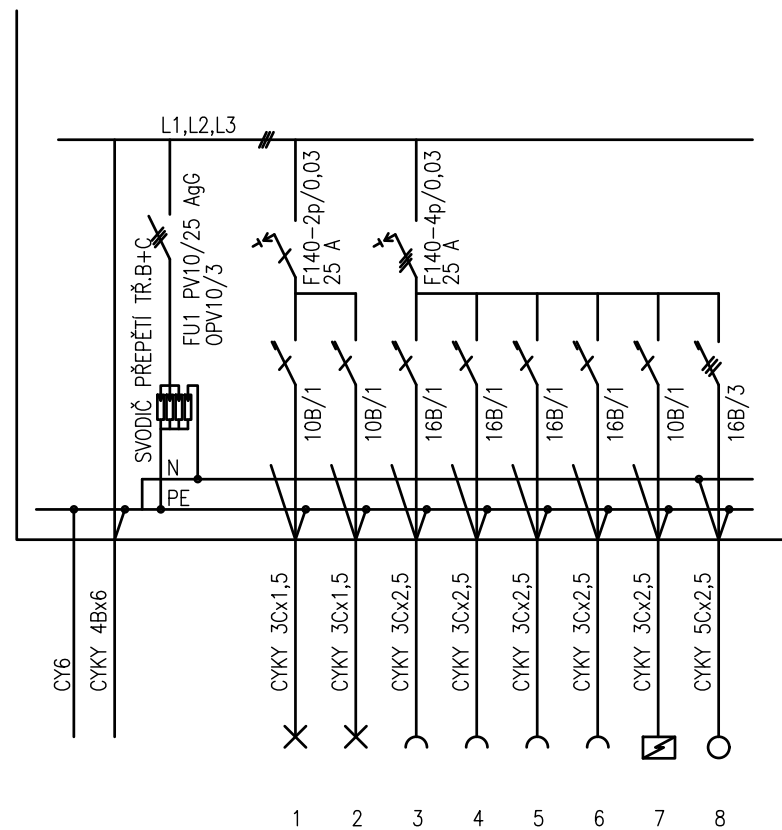 L1,L2,L3
SVODIČ PŘEPĚTÍ TŘ.B+C
FU1 PV10/25 AgG
OPV10/3
F140-2p/0,03
25 A
F140-4p/0,03
25 A
10B/1
10B/1
16B/1
16B/1
16B/1
16B/1
10B/1
16B/3
N
PE
CY6
CYKY 4Bx6
CYKY 3Cx1,5
CYKY 3Cx1,5
CYKY 3Cx2,5
CYKY 3Cx2,5
CYKY 3Cx2,5
CYKY 3Cx2,5
CYKY 3Cx2,5
CYKY 5Cx2,5
1 2 3 4 5 6 7 8